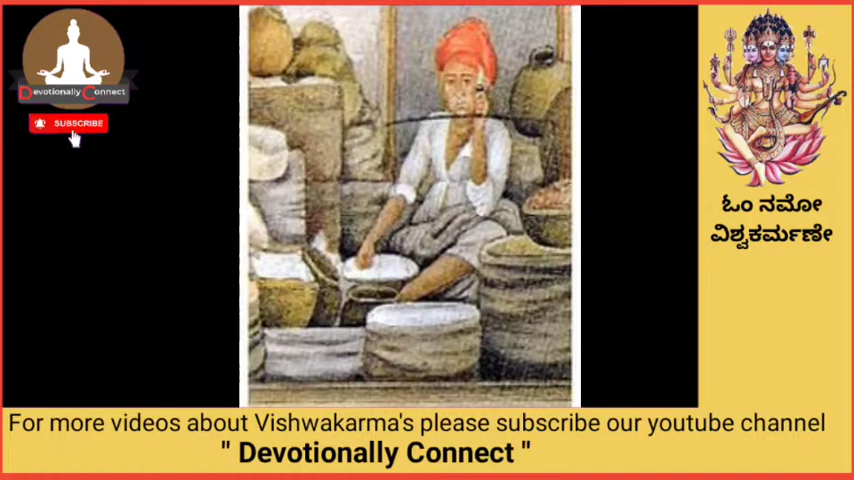 Devotionally Connect
SUBSCRIBE
ಓಂ ನಮೋ
ವಿಶ್ವಕರ್ಮಣೇ
For more videos about Vishwakarma's please subscribe our youtube channel
" Devotionally Connect "